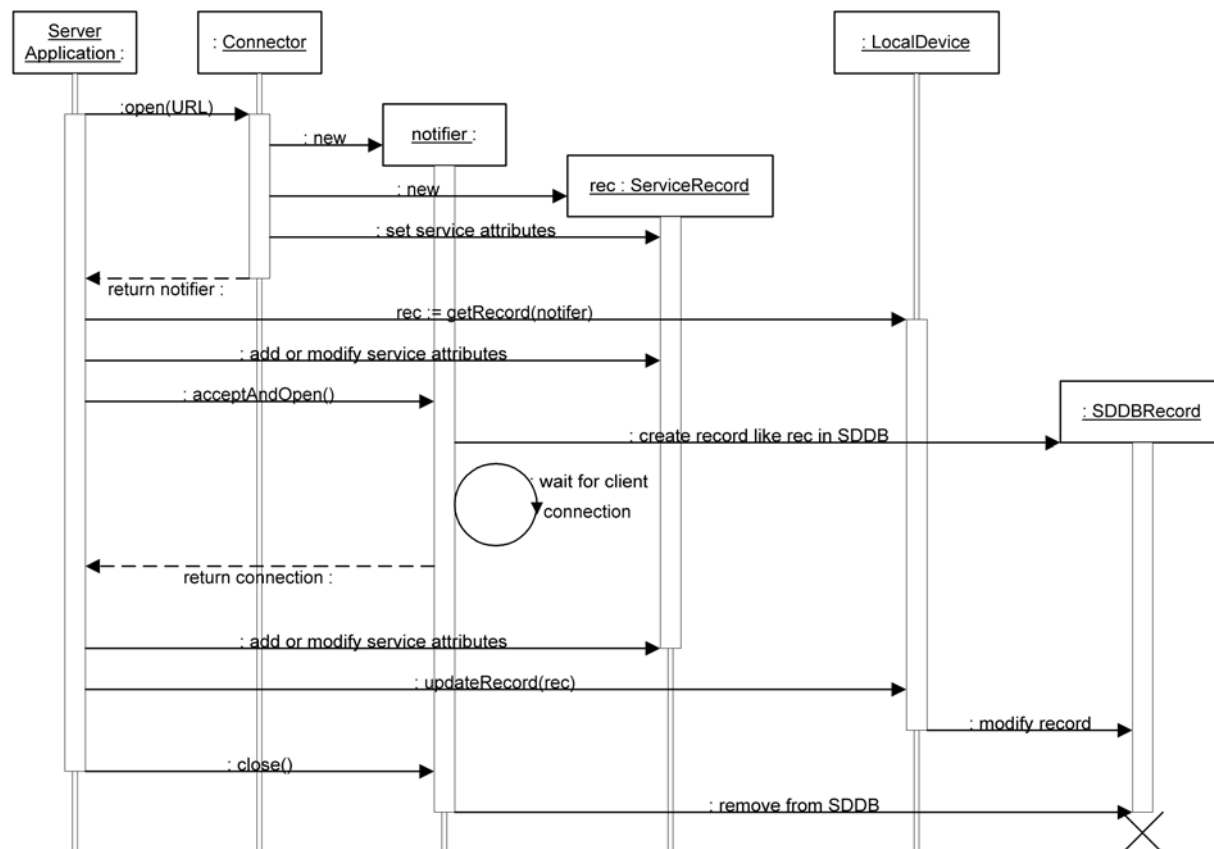 Server
Application :
: Connector
: LocalDevice
:open(URL)
: new
notifier :
: new
rec : ServiceRecord
: set service attributes
return notifier :
rec := getRecord(notifer)
: add or modify service attributes
: acceptAndOpen()
: SDDBRecord
: create record like rec in SDDB
: wait for client
connection
return connection :
: add or modify service attributes
: updateRecord(rec)
: modify record
: close()
: remove from SDDB